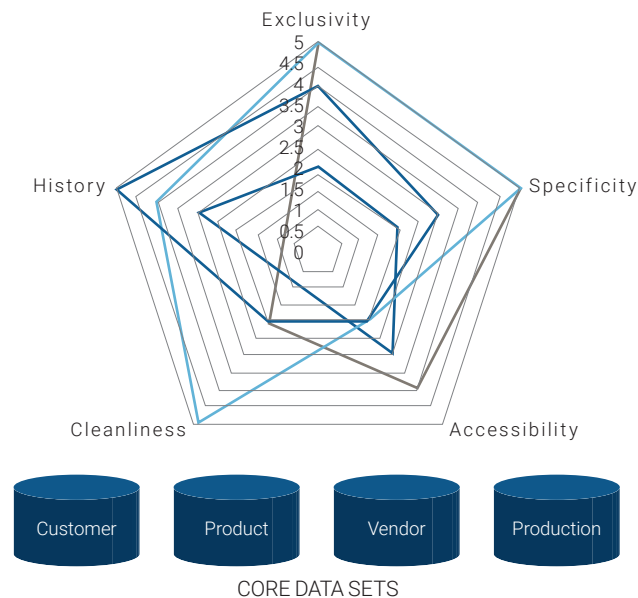 Exclusivity
5
4.5
4
3.5
3
2.5
2
1.5
1
0.5
0
History
Specificity
Cleanliness
Accessibility
Customer
Product
Vendor
Production
CORE DATA SETS